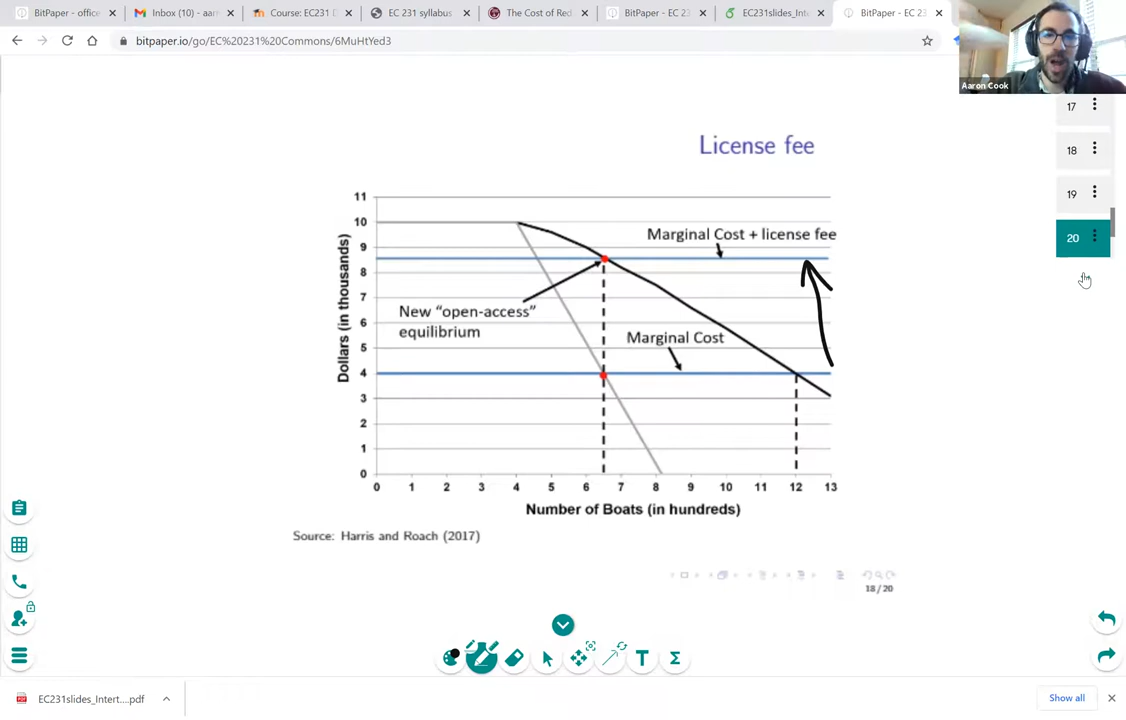 BitPaper - office
Inbox (10) - aar
Course: EC231 D
EC 231 syllabus
The Cost of Red
BitPaper - EC 23
EC231slides_Inte
BitPaper - EC 23
bitpaper.io/go/EC%20231%20Commons/6MuHtYed3
Aaron Cook
17
18
19
20
License fee
11
10
9
8
7
6
5
4
3
2
1
0
Dollars (in thousands)
Marginal Cost + license fee
New “open-access”
equilibrium
Marginal Cost
0 1 2 3 4 5 6 7 8 9 10 11 12 13
Number of Boats (in hundreds)
Source: Harris and Roach (2017)
18 / 20
T
Σ
EC231slides_Intert....pdf
Show all